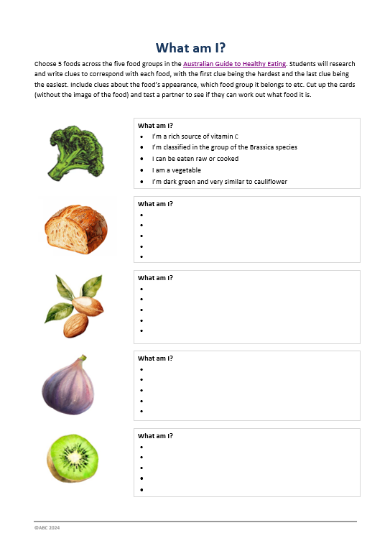 What am I?
Choose 5 foods across the five food groups in the Australian Guide to Healthy Eating. Students will research
and write clues to correspond with each food, with the first clue being the hardest and the last clue being
the easiest. Include clues about the food's appearance, which food group it belongs to etc. Cut up the cards
(without the image of the food) and test a partner to see if they can work out what food it is.
What am I?
• I'm a rich source of vitamin C
• I'm classified in the group of the Brassica species
• I can be eaten raw or cooked
• I am a vegetable
• I'm dark green and very similar to cauliflower
What am I?
•
•
•
•
•
What am I?
•
•
•
•
•
What am I?
•
•
•
•
•
What am I?
•
•
•
•
•
©ABC 2024